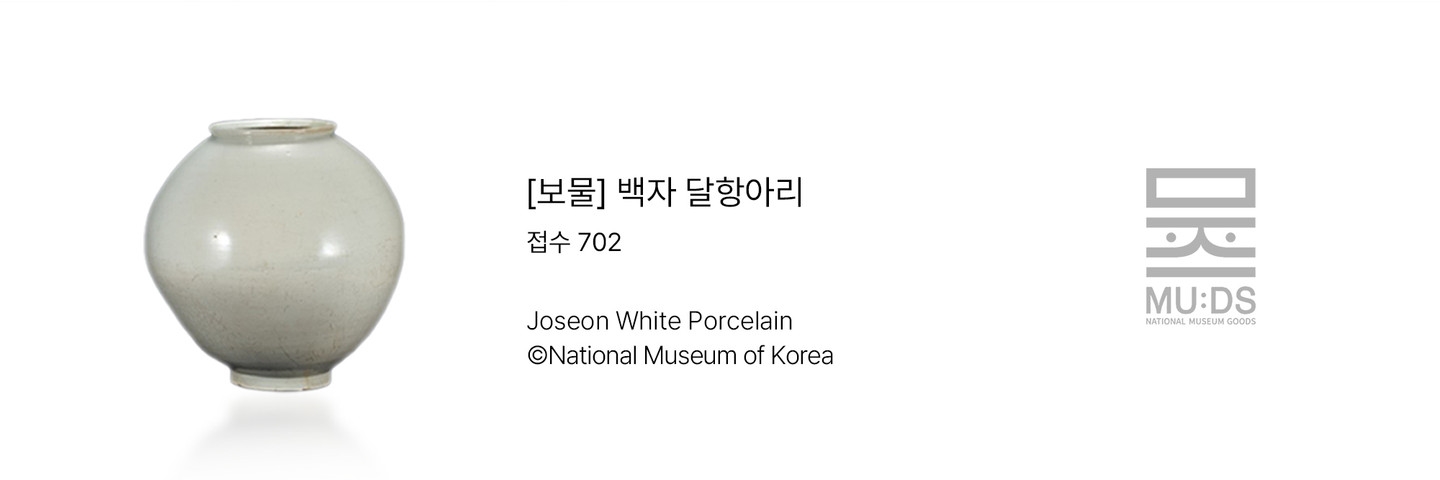 [보물] 백자 달항아리
접수 702
Joseon White Porcelain
©National Museum of Korea
뮷
MU:DS
NATIONAL MUSEUM GOODS